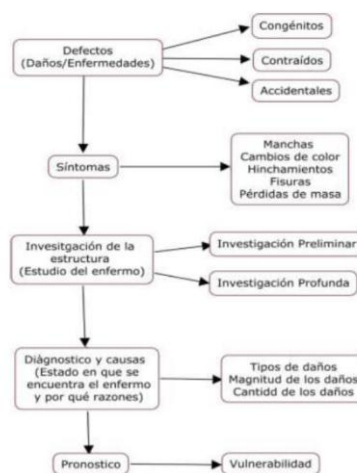 Congénitos
Defectos
(Daños/Enfermedades)
Contraídos
Accidentales
Síntomas
Manchas
Cambios de color
Hinchamientos
Fisuras
Pérdidas de masa
Invesitgación de la
estructura
(Estudio del enfermo)
Investigación Preliminar
Investigación Profunda
Diàgnostico y causas
(Estado en que se
encuentra el enfermo
y por qué razones)
Tipos de daños
Magnitud de los daños
Cantidd de los daños
Pronostico
Vulnerabilidad